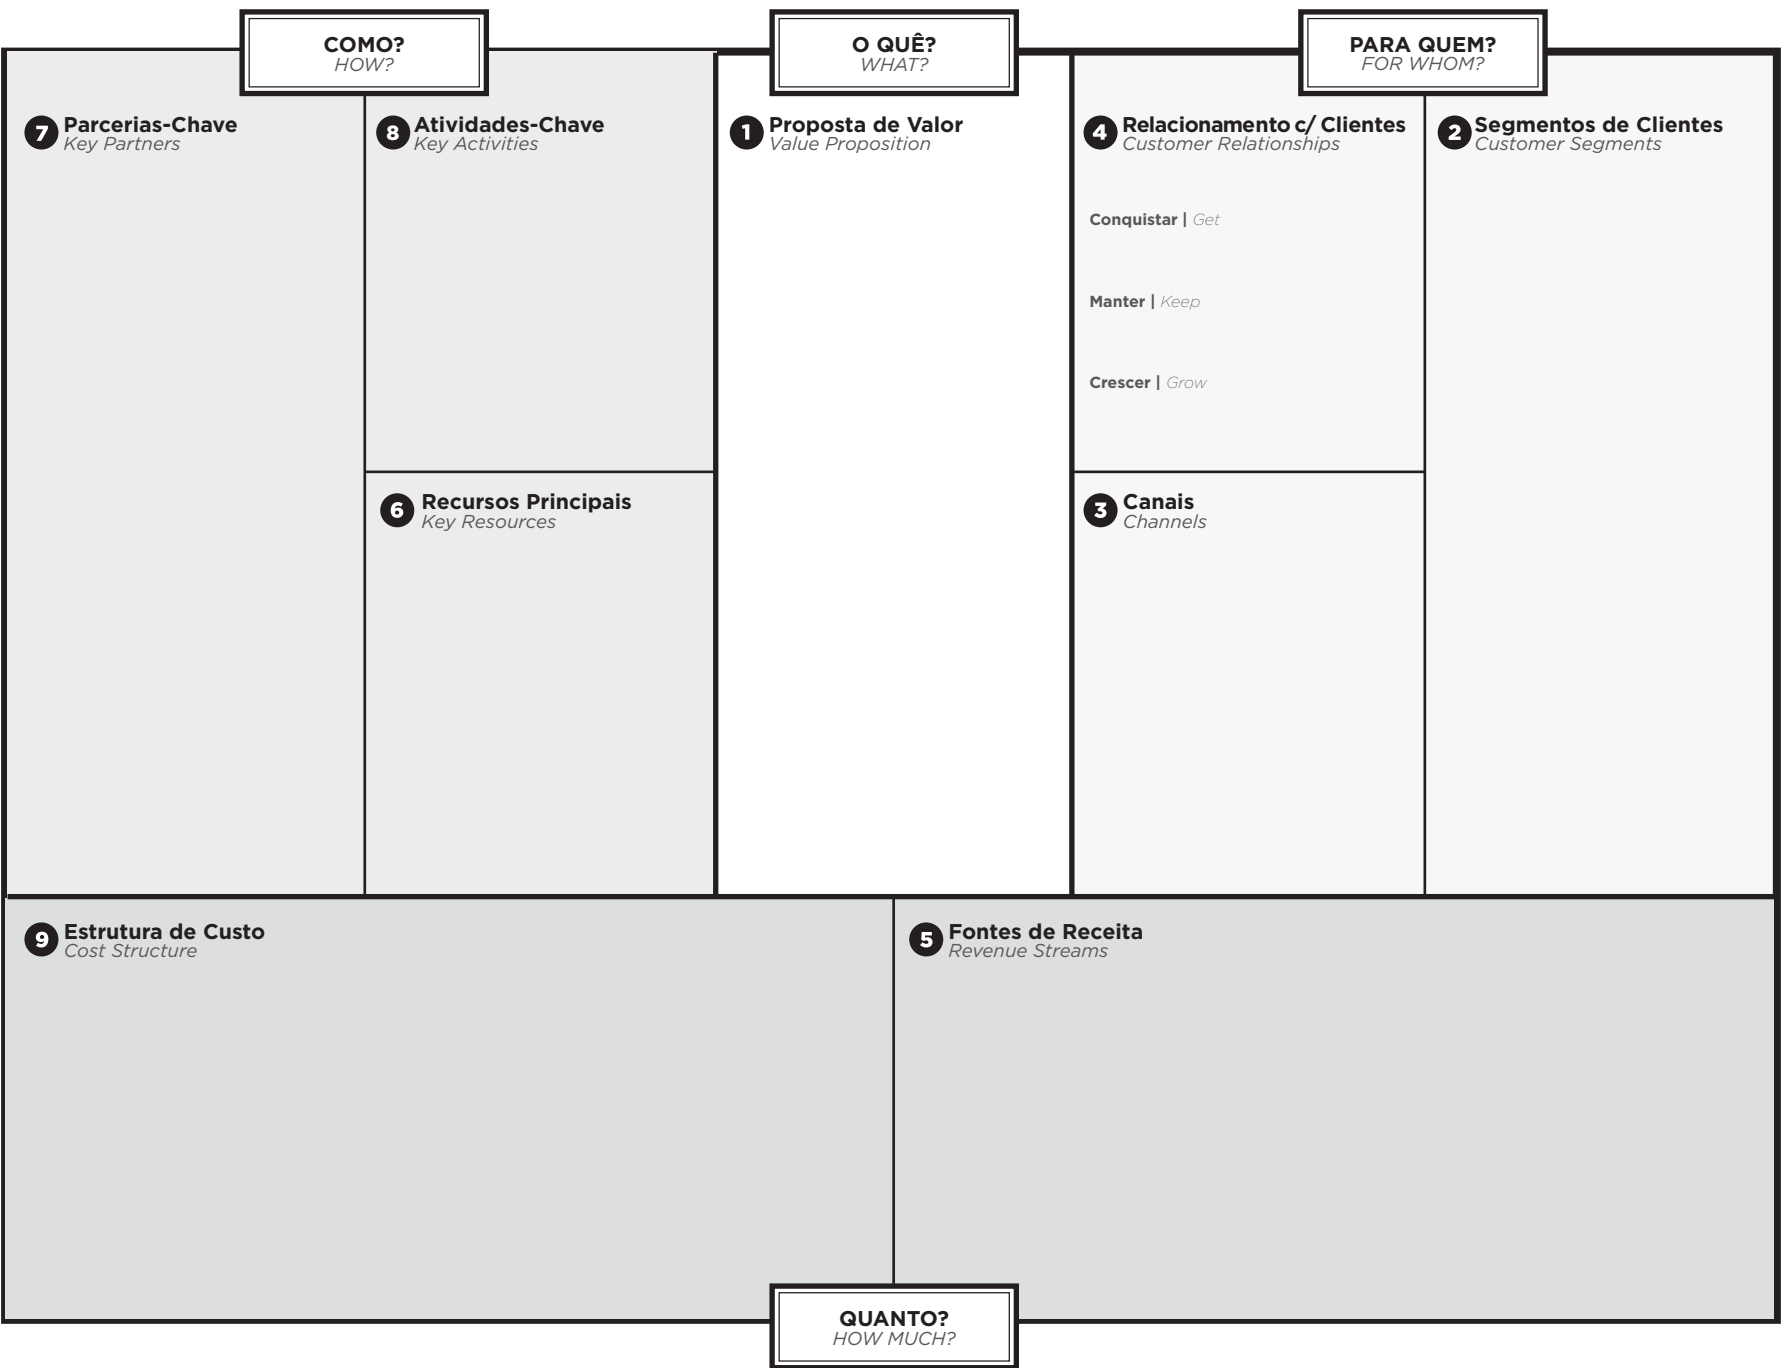 COMO?
HOW?
O QUÊ?
WHAT?
PARA QUEM?
FOR WHOM?
7 Parcerias-Chave
Key Partners
8 Atividades-Chave
Key Activities
1 Proposta de Valor
Value Proposition
4 Relacionamento c/ Clientes
Customer Relationships
Conquistar | Get
Manter | Keep
Crescer | Grow
2 Segmentos de Clientes
Customer Segments
6 Recursos Principais
Key Resources
3 Canais
Channels
9 Estrutura de Custo
Cost Structure
5 Fontes de Receita
Revenue Streams
QUANTO?
HOW MUCH?